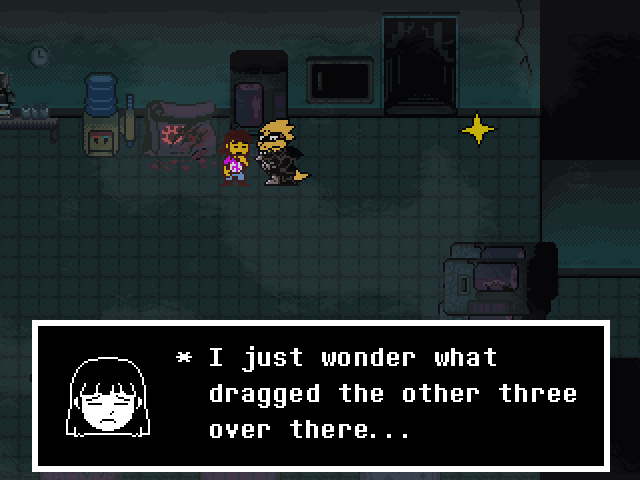 * I just wonder what
dragged the other three
over there...